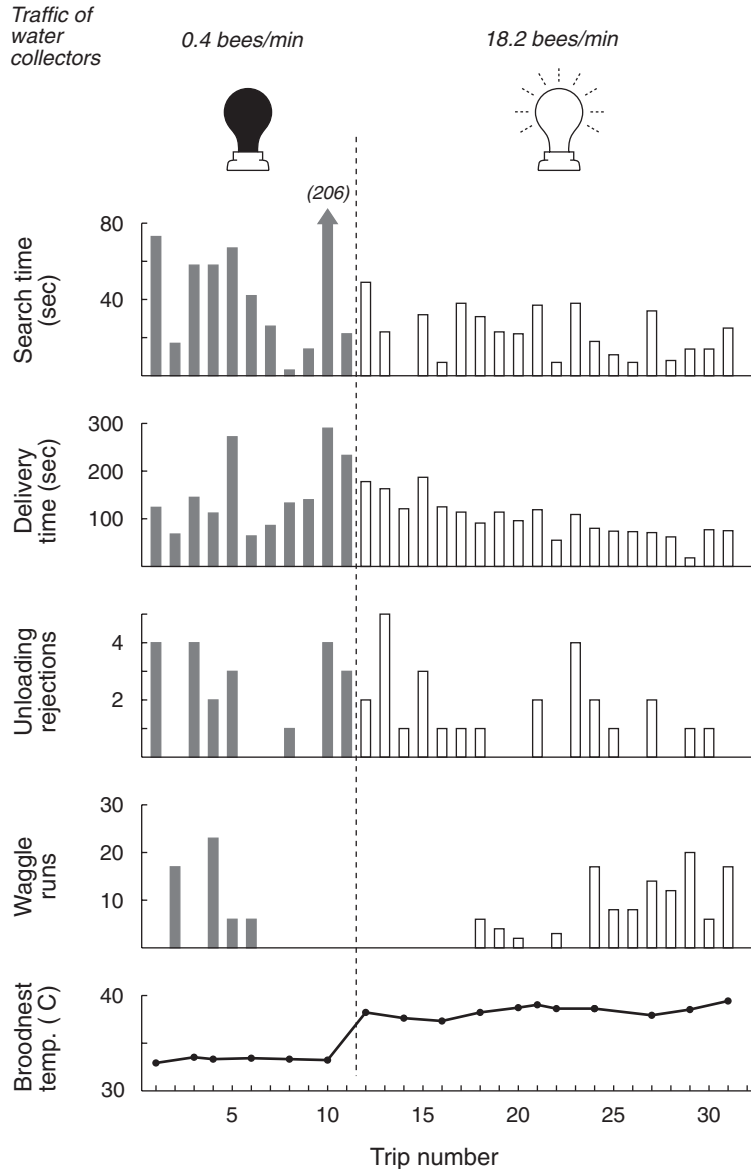 Traffic of
water
collectors
0.4 bees/min
18.2 bees/min
(206)
80
40
Search time
(sec)
300
200
100
Delivery
time (sec)
4
2
Unloading
rejections
30
20
10
Waggle
runs
40
30
Broodnest
temp. ( C)
5
10
15
20
25
30
Trip number